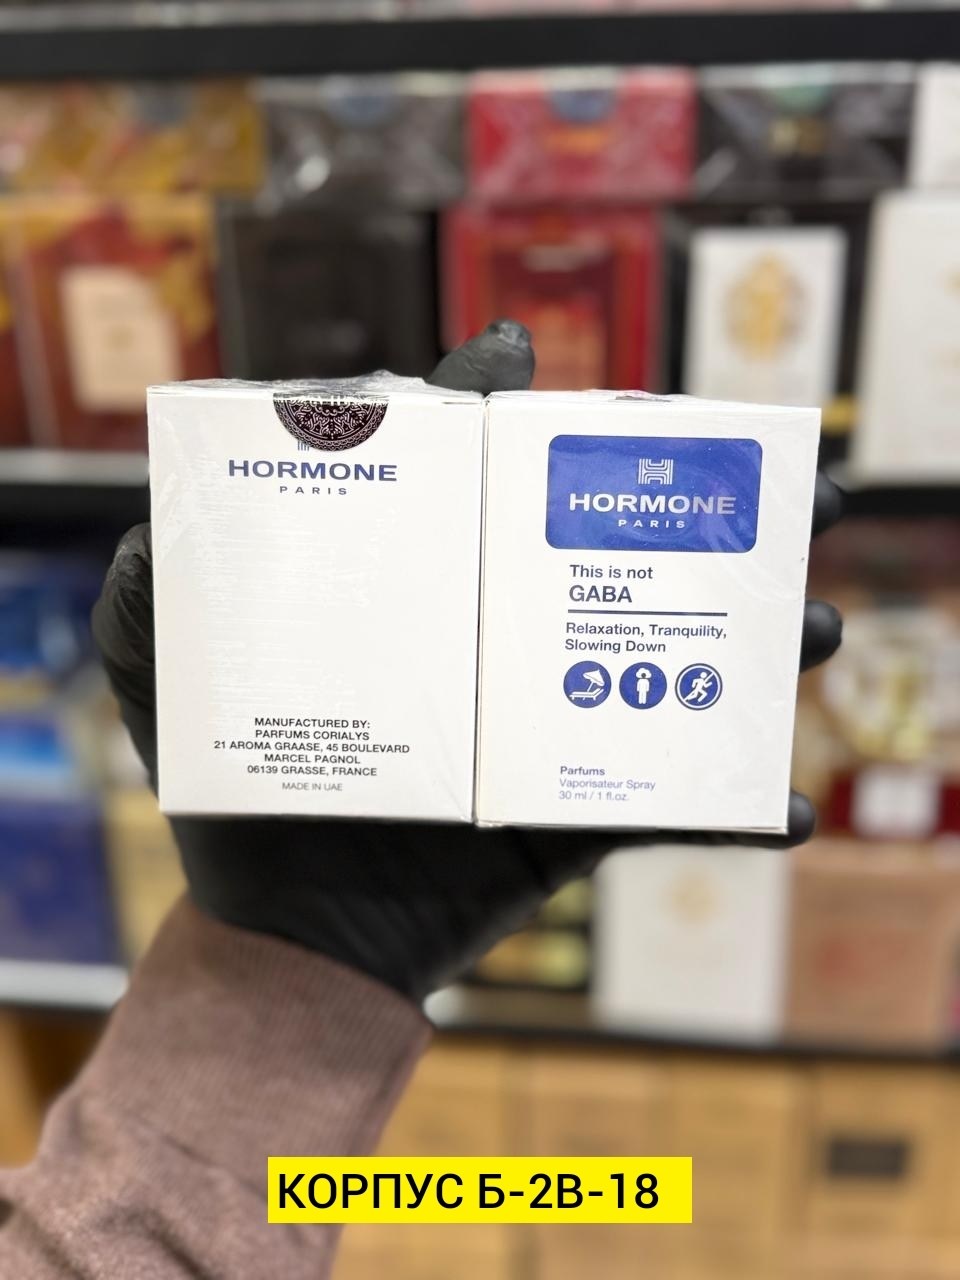 HORMONE
PARIS
MANUFACTURED BY:
PARFUMS CORIALYS
21 AROMA GRAASE, 45 BOULEVARD
MARCEL PAGNOL
06139 GRASSE, FRANCE
MADE IN UAE
HORMONE
PARIS
This is not
GABA
Relaxation, Tranquility,
Slowing Down
Parfums
Vaporisateur Spray
30 ml / 1 fl.oz.
КОРПУС Б-2В-18